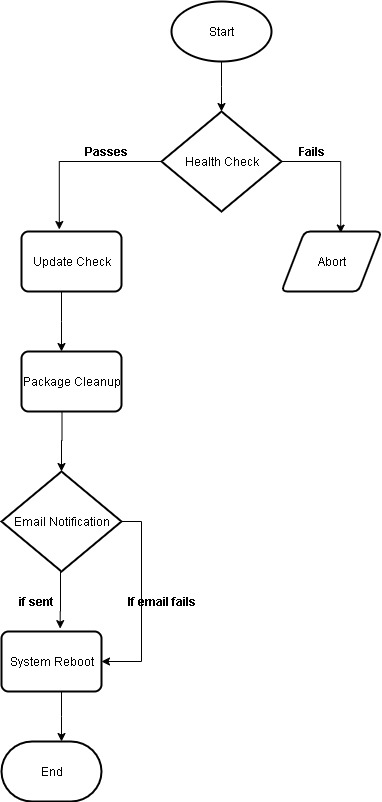 Start
Health Check
Passes
Fails
Update Check
Abort
Package Cleanup
Email Notification
if sent
If email fails
System Reboot
End